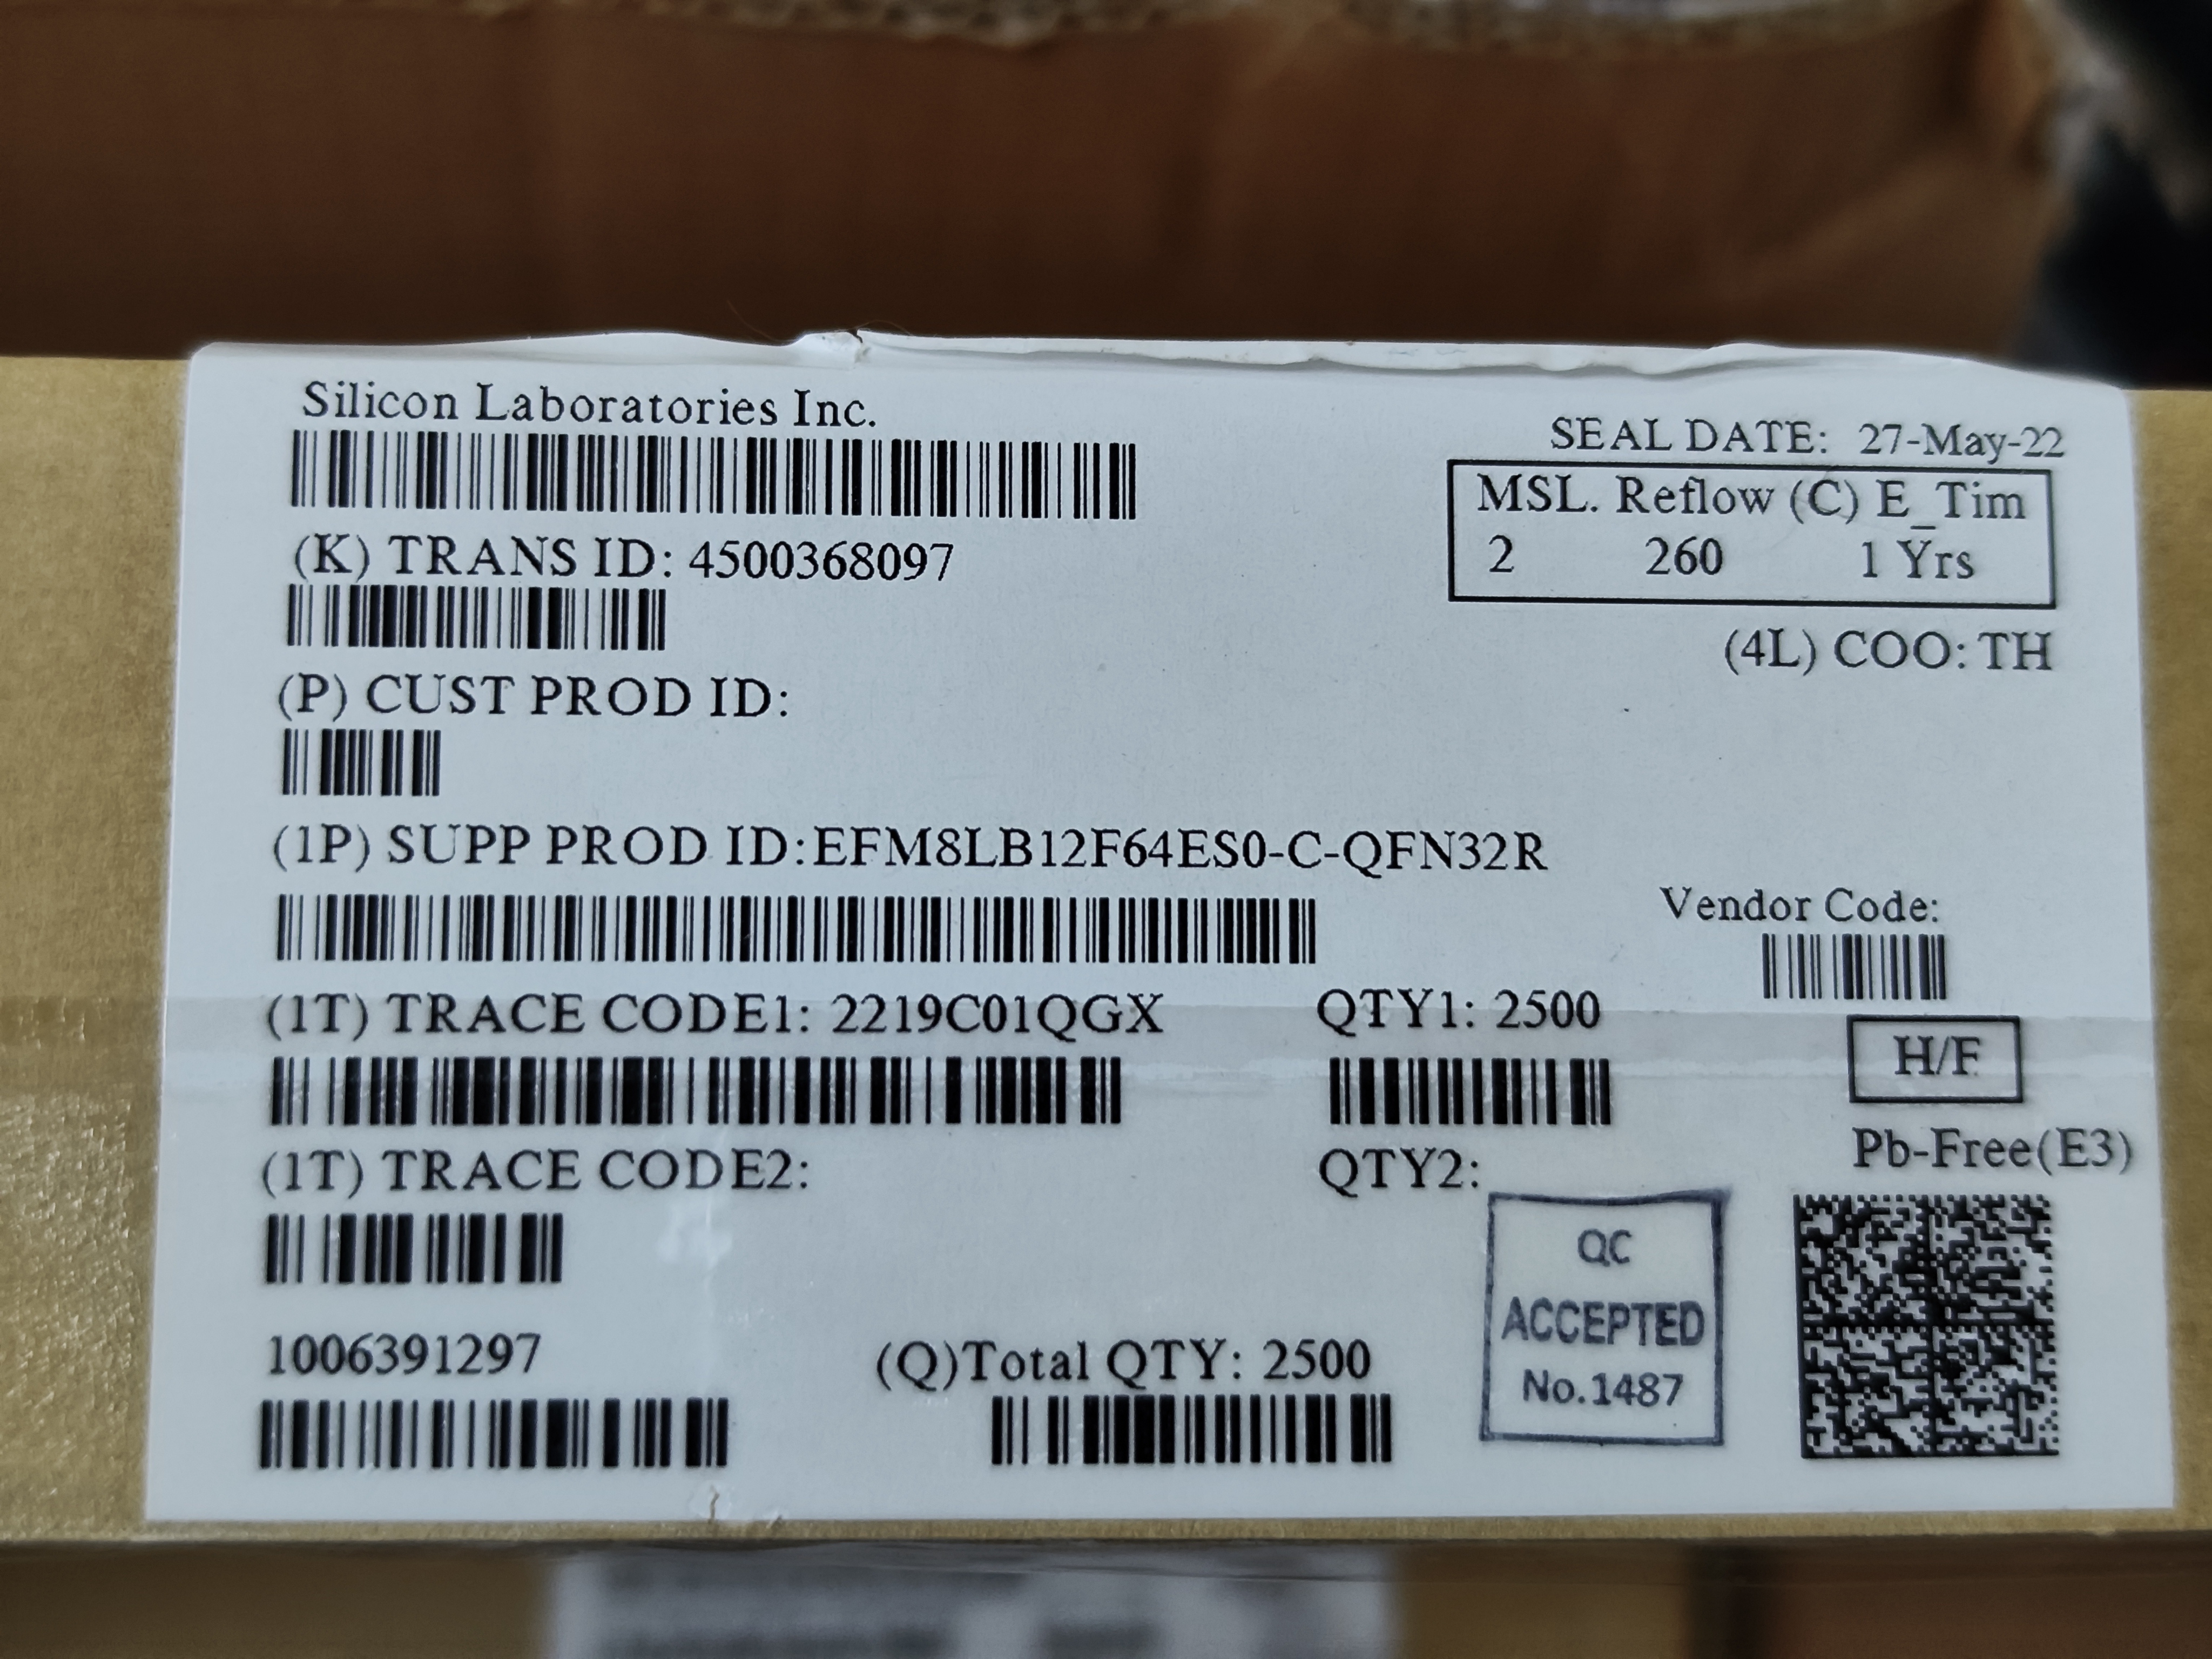 Silicon Laboratories Inc.
SEAL DATE: 27-May-22
MSL. Reflow (C) E_Tim
2 260 1 Yrs
(K) TRANS ID: 4500368097
(4L) COO: TH
(P) CUST PROD ID:
(1P) SUPP PROD ID:EFM8LB12F64ES0-C-QFN32R
Vendor Code:
(1T) TRACE CODE1: 2219C01QGX QTY1: 2500
H/F
Pb-Free(E3)
(1T) TRACE CODE2: QTY2:
QC
ACCEPTED
No.1487
1006391297 (Q)Total QTY: 2500